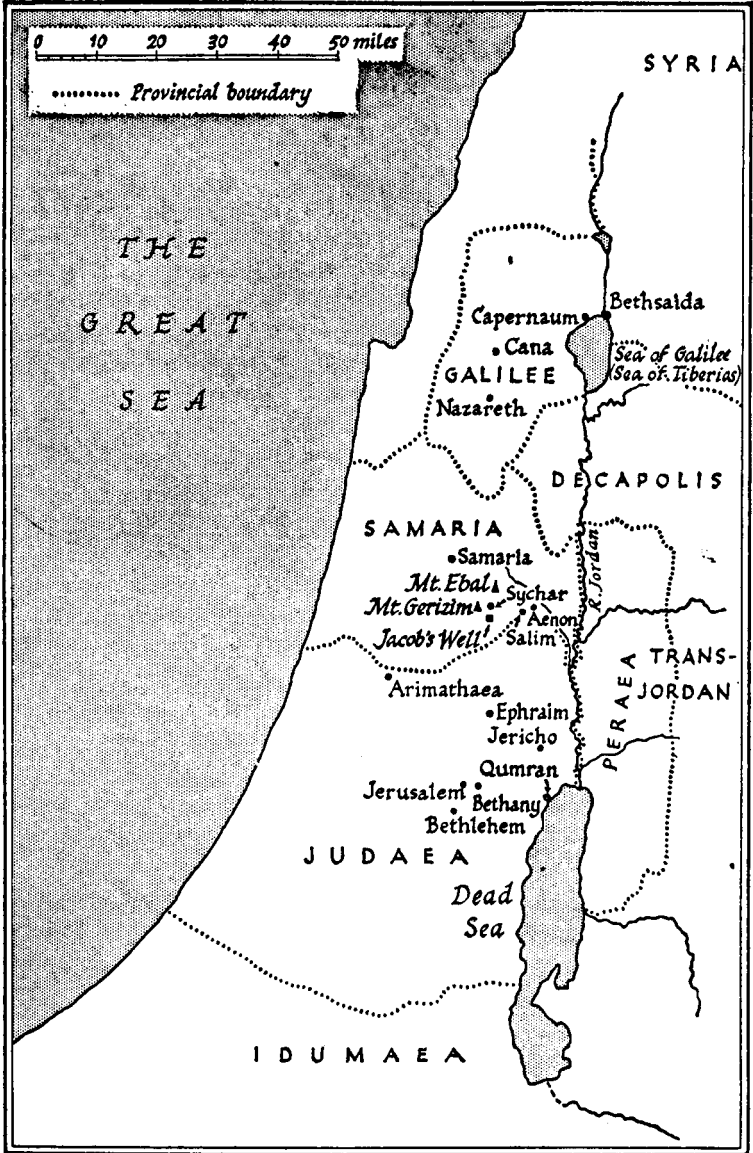 0 10 20 30 40 50 miles
Provincial boundary
SYRIA
THE
GREAT
SEA
Capernaum
Bethsaida
Cana
Sea of Galilee
(Sea of Tiberias)
GALILEE
Nazareth
DECAPOLIS
SAMARIA
Samaria
R. Jordan
Mt. Ebal
Sychar
Mt. Gerizim
Aenon
Salim
Jacob's Well
TRANS-
JORDAN
PERAEA
Arimathaea
Ephraim
Jericho
Qumran
Jerusalem
Bethany
Bethlehem
JUDAEA
Dead
Sea
IDUMAEA